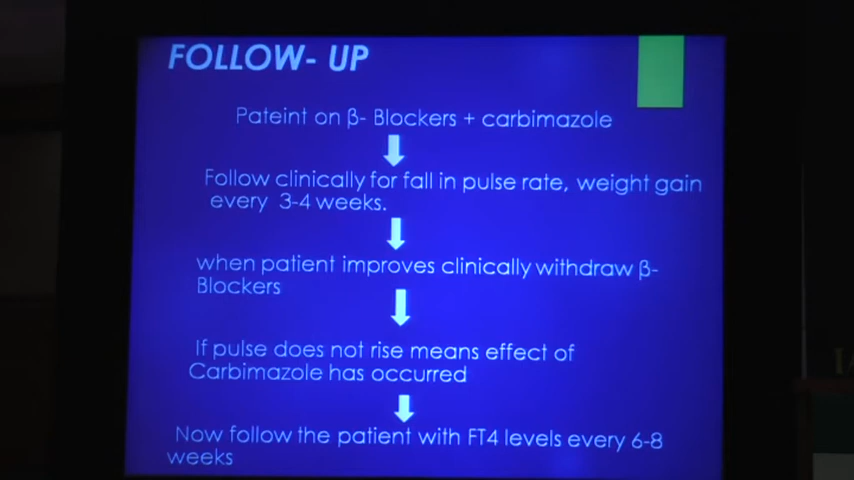 FOLLOW- UP
Pateint on β- Blockers + carbimazole
Follow clinically for fall in pulse rate, weight gain
every 3-4 weeks.
when patient improves clinically withdraw β-
Blockers
If pulse does not rise means effect of
Carbimazole has occurred
Now follow the patient with FT4 levels every 6-8
weeks